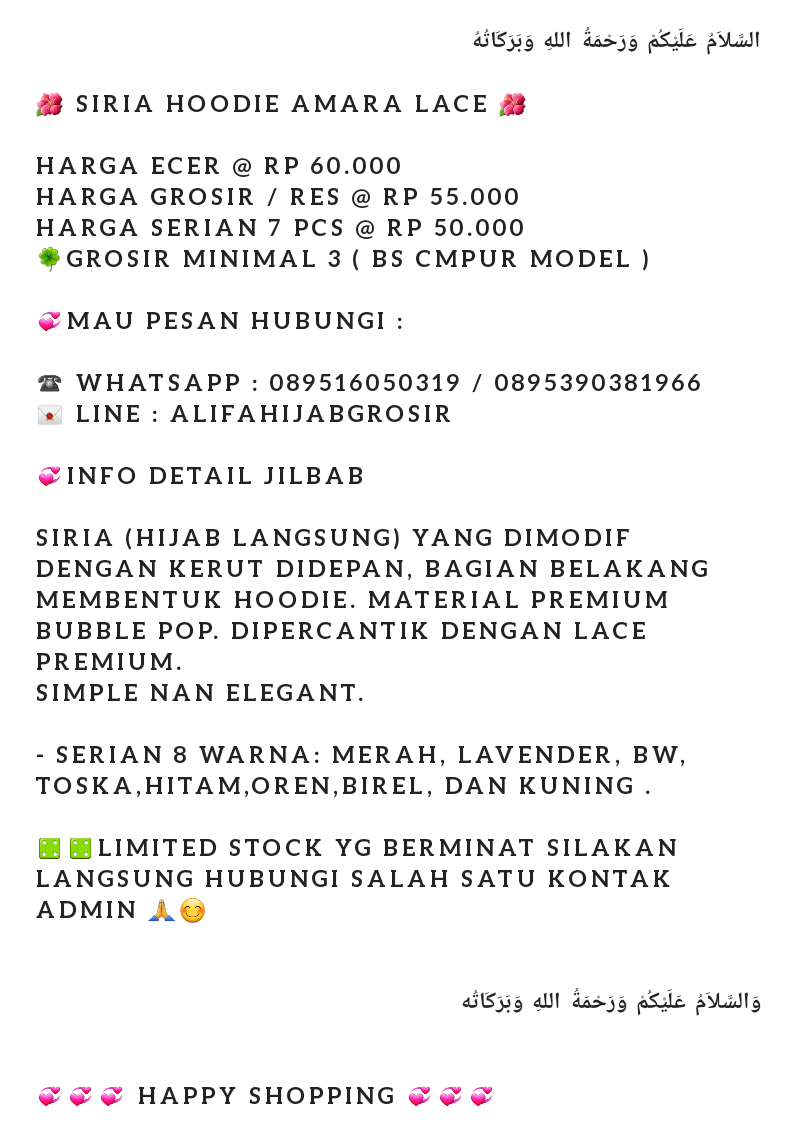 السَّلاَمُ عَلَيْكُمْ وَرَحْمَةُ اللهِ وَبَرَكَاتُهُ
🌺 SIRIA HOODIE AMARA LACE 🌺
HARGA ECER @ RP 60.000
HARGA GROSIR / RES @ RP 55.000
HARGA SERIAN 7 PCS @ RP 50.000
🍀GROSIR MINIMAL 3 ( BS CMPUR MODEL )
💞MAU PESAN HUBUNGI :
☎ WHATSAPP : 089516050319 / 0895390381966
💌 LINE : ALIFAHIJABGROSIR
💞INFO DETAIL JILBAB
SIRIA (HIJAB LANGSUNG) YANG DIMODIF
DENGAN KERUT DIDEPAN, BAGIAN BELAKANG
MEMBENTUK HOODIE. MATERIAL PREMIUM
BUBBLE POP. DIPERCANTIK DENGAN LACE
PREMIUM.
SIMPLE NAN ELEGANT.
- SERIAN 8 WARNA: MERAH, LAVENDER, BW,
TOSKA,HITAM,OREN,BIREL, DAN KUNING .
LIMITED STOCK YG BERMINAT SILAKAN
LANGSUNG HUBUNGI SALAH SATU KONTAK
ADMIN 🙏😊
وَالسَّلاَمُ عَلَيْكُمْ وَرَحْمَةُ اللهِ وَبَرَكَاتُه
💞💞💞 HAPPY SHOPPING 💞💞💞